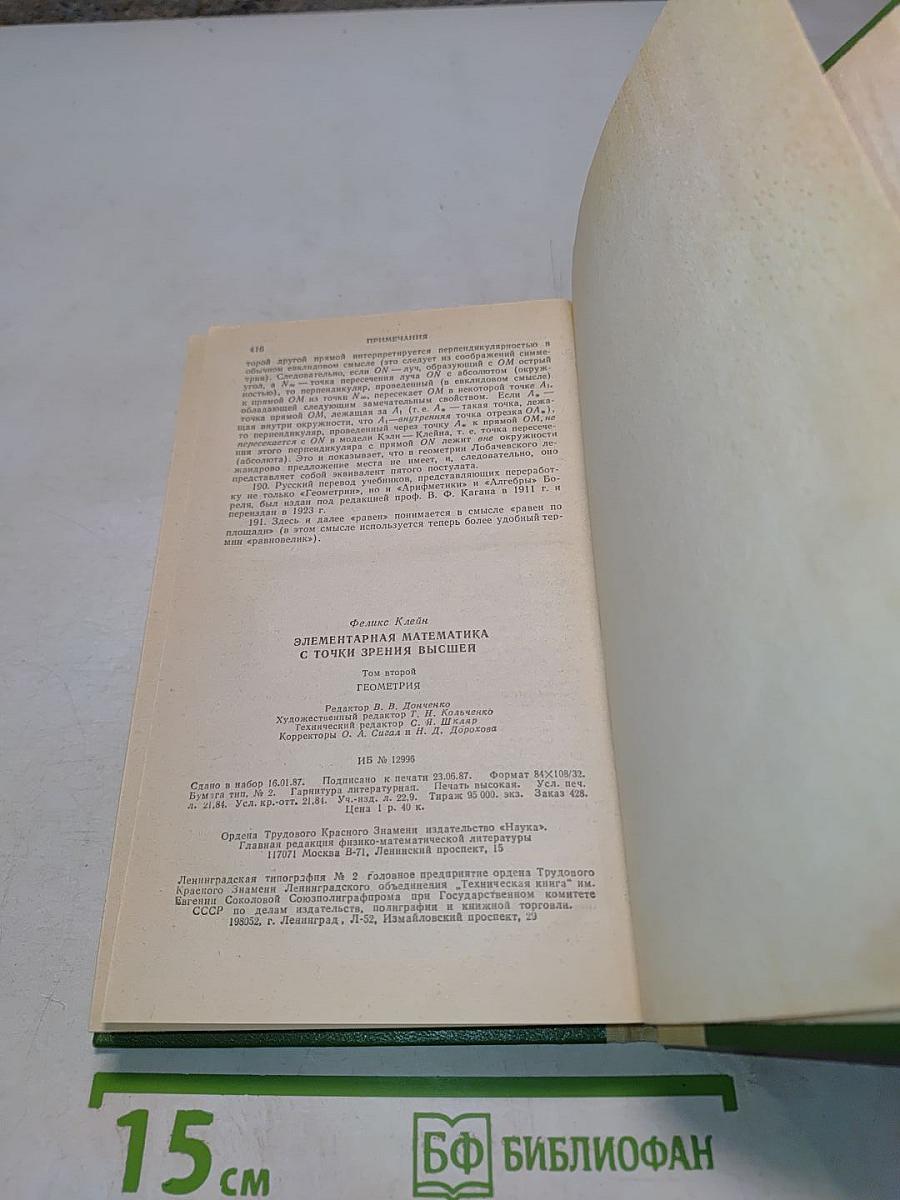 416
ПРИМЕЧАНИЯ
торой другой прямой интерпретируется перпендикулярностью в
обычном евклидовом смысле (это следует из соображений симме-
трии). Следовательно, если ON — луч, образующий с OM острый
угол, а N∞ — точка пересечения луча ON с абсолютом (окруж-
ностью), то перпендикуляр, проведенный (в евклидовом смысле)
к прямой OM из точки N∞, пересекает OM в некоторой точке A₁,
обладающей следующим замечательным свойством. Если A* —
точка прямой OM, лежащая за A₁ (т. е. A* — такая точка, лежа-
щая внутри окружности, что A₁ — внутренняя точка отрезка OA*),
то перпендикуляр, проведенный через точку A* к прямой OM, не
пересекается с ON в модели Кэли — Клейна, т. е. точка пересече-
ния этого перпендикуляра с прямой ON лежит вне окружности
(абсолюта). Это и показывает, что в геометрии Лобачевского ле-
жандрово предложение места не имеет, и, следовательно, оно
представляет собой эквивалент пятого постулата.
190. Русский перевод учебников, представляющих переработ-
ку не только «Геометрии», но и «Арифметики» и «Алгебры» Бо-
реля, был издан под редакцией проф. В. Ф. Кагана в 1911 г. и
переиздан в 1923 г.
191. Здесь и далее «равен» понимается в смысле «равен по
площади» (в этом смысле используется теперь более удобный тер-
мин «равновелик»).
Феликс Клейн
ЭЛЕМЕНТАРНАЯ МАТЕМАТИКА
С ТОЧКИ ЗРЕНИЯ ВЫСШЕЙ
Том второй
ГЕОМЕТРИЯ
Редактор В. В. Донченко
Художественный редактор Г. Н. Кольченко
Технический редактор С. Я. Шкляр
Корректоры О. А. Сигал и Н. Д. Дорохова
ИБ № 12996
Сдано в набор 16.01.87. Подписано к печати 23.06.87. Формат 84×108/32.
Бумага тип. № 2. Гарнитура литературная. Печать высокая. Усл. печ.
л. 21,84. Усл. кр.-отт. 21,84. Уч.-изд. л. 22,9. Тираж 95 000. экз. Заказ 428.
Цена 1 р. 40 к.
Ордена Трудового Красного Знамени издательство «Наука».
Главная редакция физико-математической литературы
117071 Москва В-71, Ленинский проспект, 15
Ленинградская типография № 2 головное предприятие ордена Трудового
Красного Знамени Ленинградского объединения „Техническая книга" им.
Евгении Соколовой Союзполиграфпрома при Государственном комитете
СССР по делам издательств, полиграфии и книжной торговли.
198052, г. Ленинград, Л-52, Измайловский проспект, 29
15 см
БФ БИБЛИОФАН